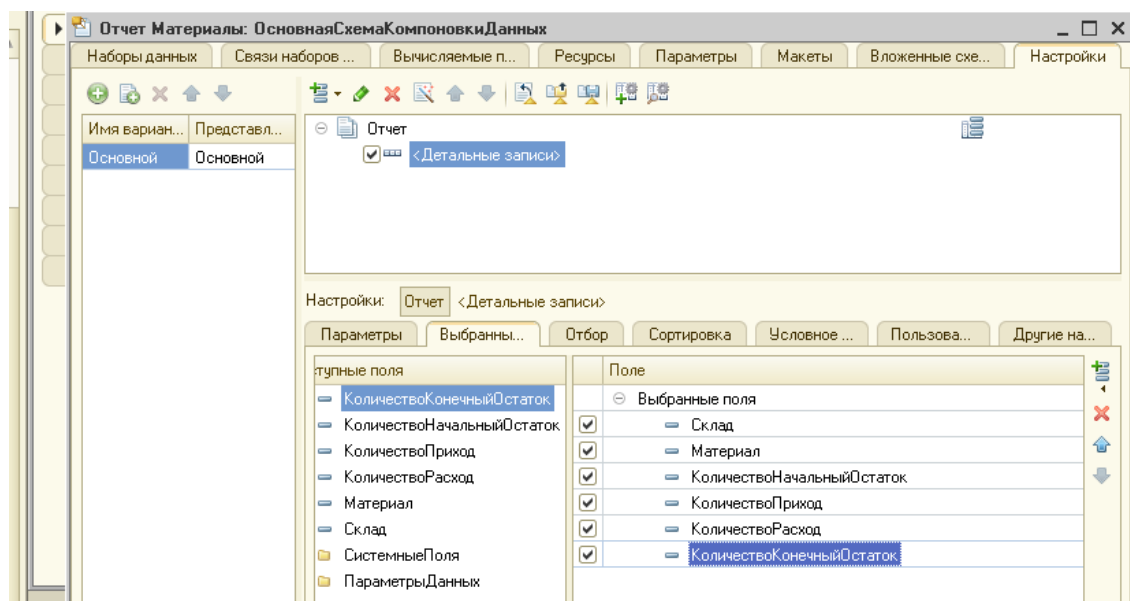 Отчет Материалы: ОсновнаяСхемаКомпоновкиДанных
Наборы данных Связи наборов ... Вычисляемые п... Ресурсы Параметры Макеты Вложенные схе... Настройки
Имя вариан... Представл...
Основной Основной
Отчет
<Детальные записи>
Настройки: Отчет <Детальные записи>
Параметры Выбранны... Отбор Сортировка Условное ... Пользова... Другие на...
тупные поля Поле
КоличествоКонечныйОстаток Выбранные поля
КоличествоНачальныйОстаток Склад
КоличествоПриход Материал
КоличествоРасход КоличествоНачальныйОстаток
Материал КоличествоПриход
Склад КоличествоРасход
СистемныеПоля КоличествоКонечныйОстаток
ПараметрыДанных